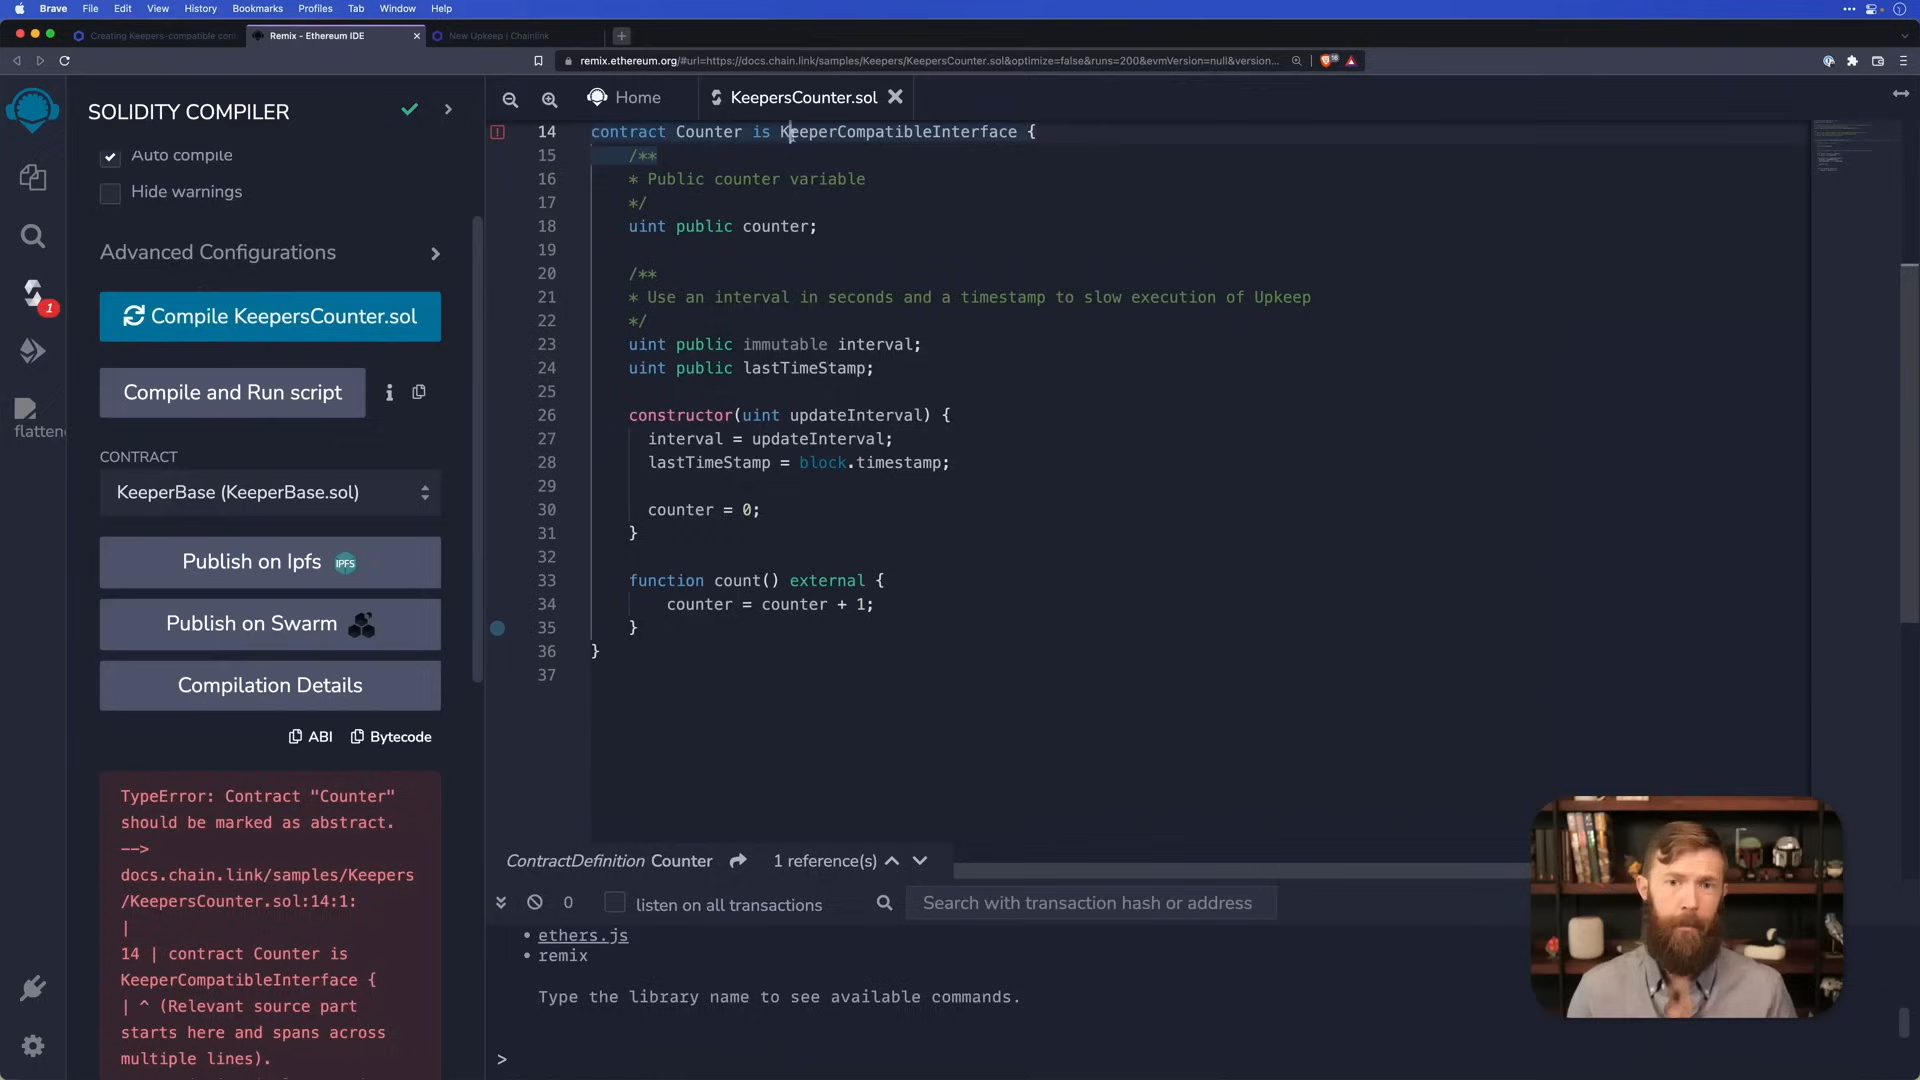 Brave File Edit View History Bookmarks Profiles Tab Window Help
Creating Keepers-compatible cont
Remix - Ethereum IDE
New Upkeep | Chainlink
remix.ethereum.org/#url=https://docs.chain.link/samples/Keepers/KeepersCounter.sol&optimize=false&runs=200&evmVersion=null&version...
SOLIDITY COMPILER
Auto compile
Hide warnings
Advanced Configurations
Compile KeepersCounter.sol
Compile and Run script
CONTRACT
KeeperBase (KeeperBase.sol)
Publish on Ipfs IPFS
Publish on Swarm
Compilation Details
ABI Bytecode
TypeError: Contract "Counter"
should be marked as abstract.
-->
docs.chain.link/samples/Keepers
/KeepersCounter.sol:14:1:
|
14 | contract Counter is
KeeperCompatibleInterface {
| ^ (Relevant source part
starts here and spans across
multiple lines).
1
flattene
Home
KeepersCounter.sol
14 contract Counter is KeeperCompatibleInterface {
15 /**
16 * Public counter variable
17 */
18 uint public counter;
19
20 /**
21 * Use an interval in seconds and a timestamp to slow execution of Upkeep
22 */
23 uint public immutable interval;
24 uint public lastTimeStamp;
25
26 constructor(uint updateInterval) {
27 interval = updateInterval;
28 lastTimeStamp = block.timestamp;
29
30 counter = 0;
31 }
32
33 function count() external {
34 counter = counter + 1;
35 }
36 }
37
ContractDefinition Counter 1 reference(s)
0 listen on all transactions Search with transaction hash or address
• ethers.js
• remix
Type the library name to see available commands.
>